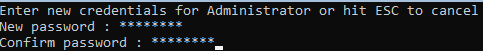 Enter new credentials for Administrator or hit ESC to cancel
New password : ********
Confirm password : ********